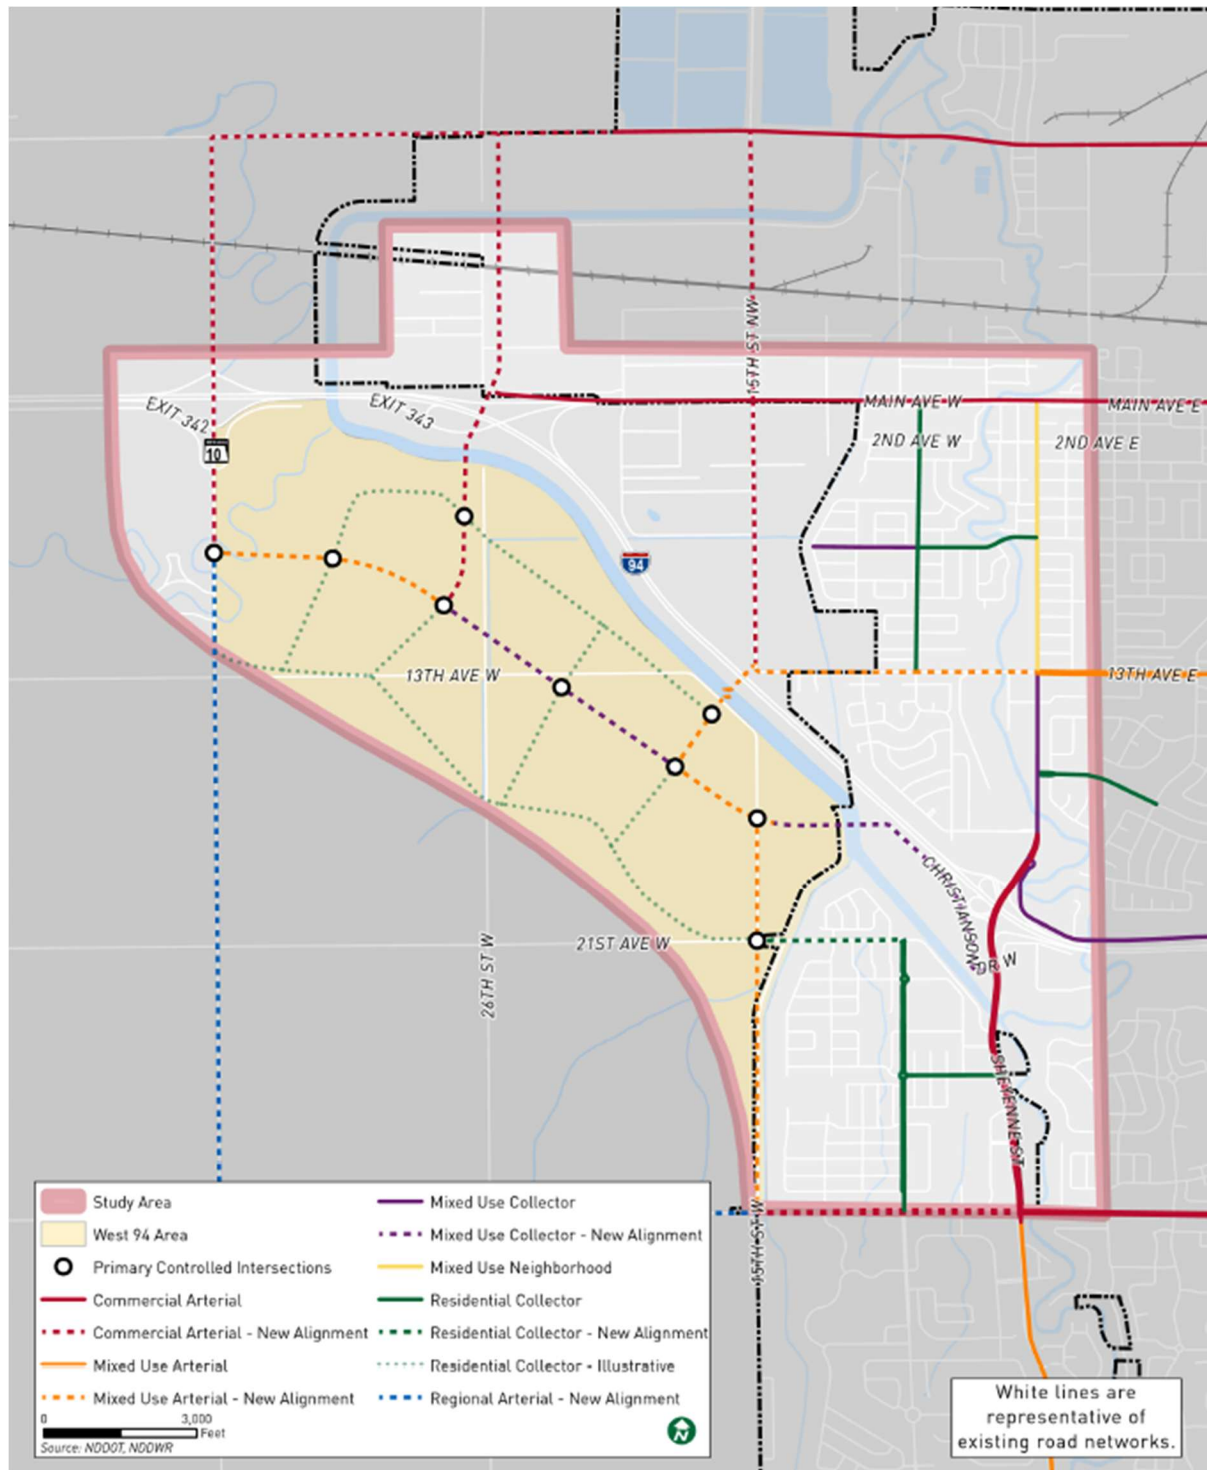 15TH ST NW
EXIT 342
EXIT 343
MAIN AVE W
MAIN AVE E
10
2ND AVE W
2ND AVE E
94
13TH AVE W
13TH AVE E
CHRISTIANSON
DR W
21ST AVE W
26TH ST W
SHEYENNE ST
15TH ST W
Study Area
West 94 Area
Primary Controlled Intersections
Commercial Arterial
Commercial Arterial - New Alignment
Mixed Use Arterial
Mixed Use Arterial - New Alignment
Mixed Use Collector
Mixed Use Collector - New Alignment
Mixed Use Neighborhood
Residential Collector
Residential Collector - New Alignment
Residential Collector - Illustrative
Regional Arterial - New Alignment
0 3,000
Feet
Source: NDDOT, NDDWR
N
White lines are
representative of
existing road networks.